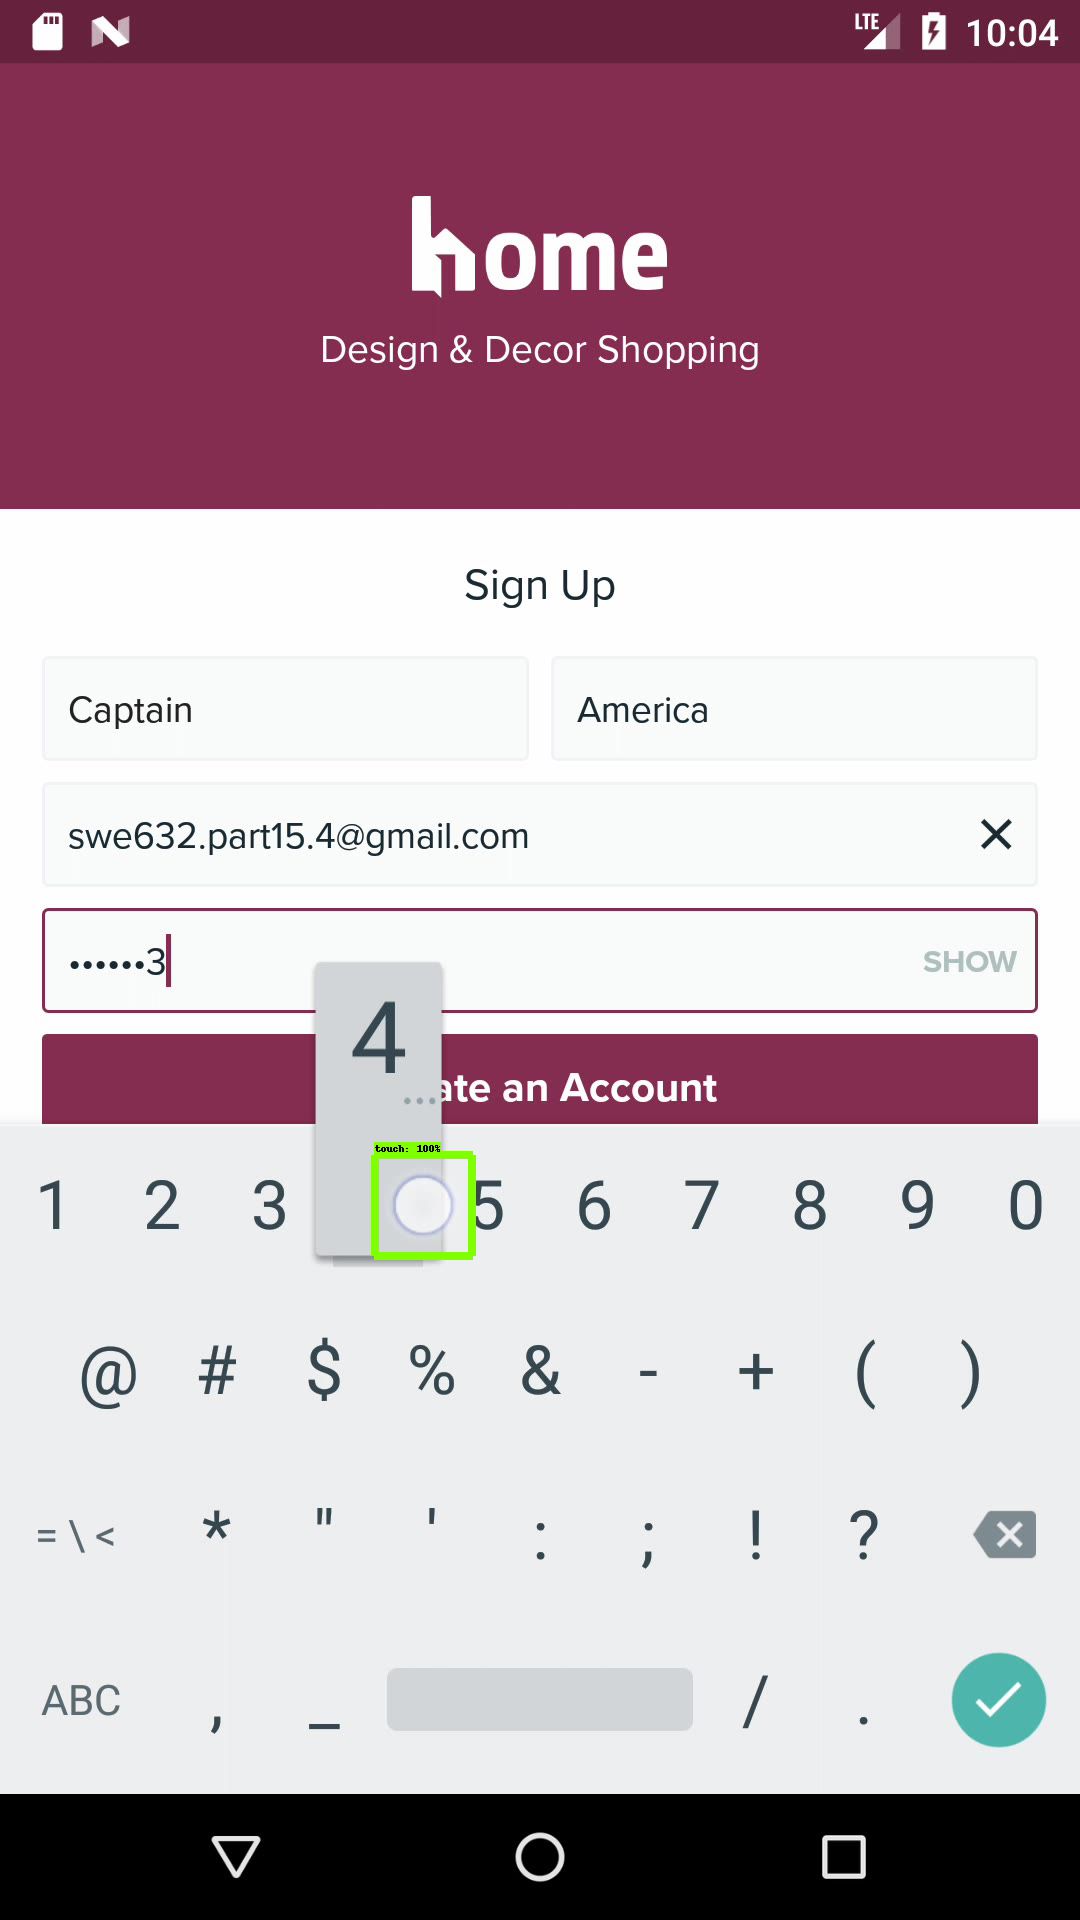 LTE 10:04
home
Design & Decor Shopping
Sign Up
Captain America
swe632.part15.4@gmail.com
••••••3 SHOW
4
...
ate an Account
touch: 100%
1 2 3 5 6 7 8 9 0
@ # $ % & - + ( )
= \ < * " ' : ; ! ?
ABC , _ / .